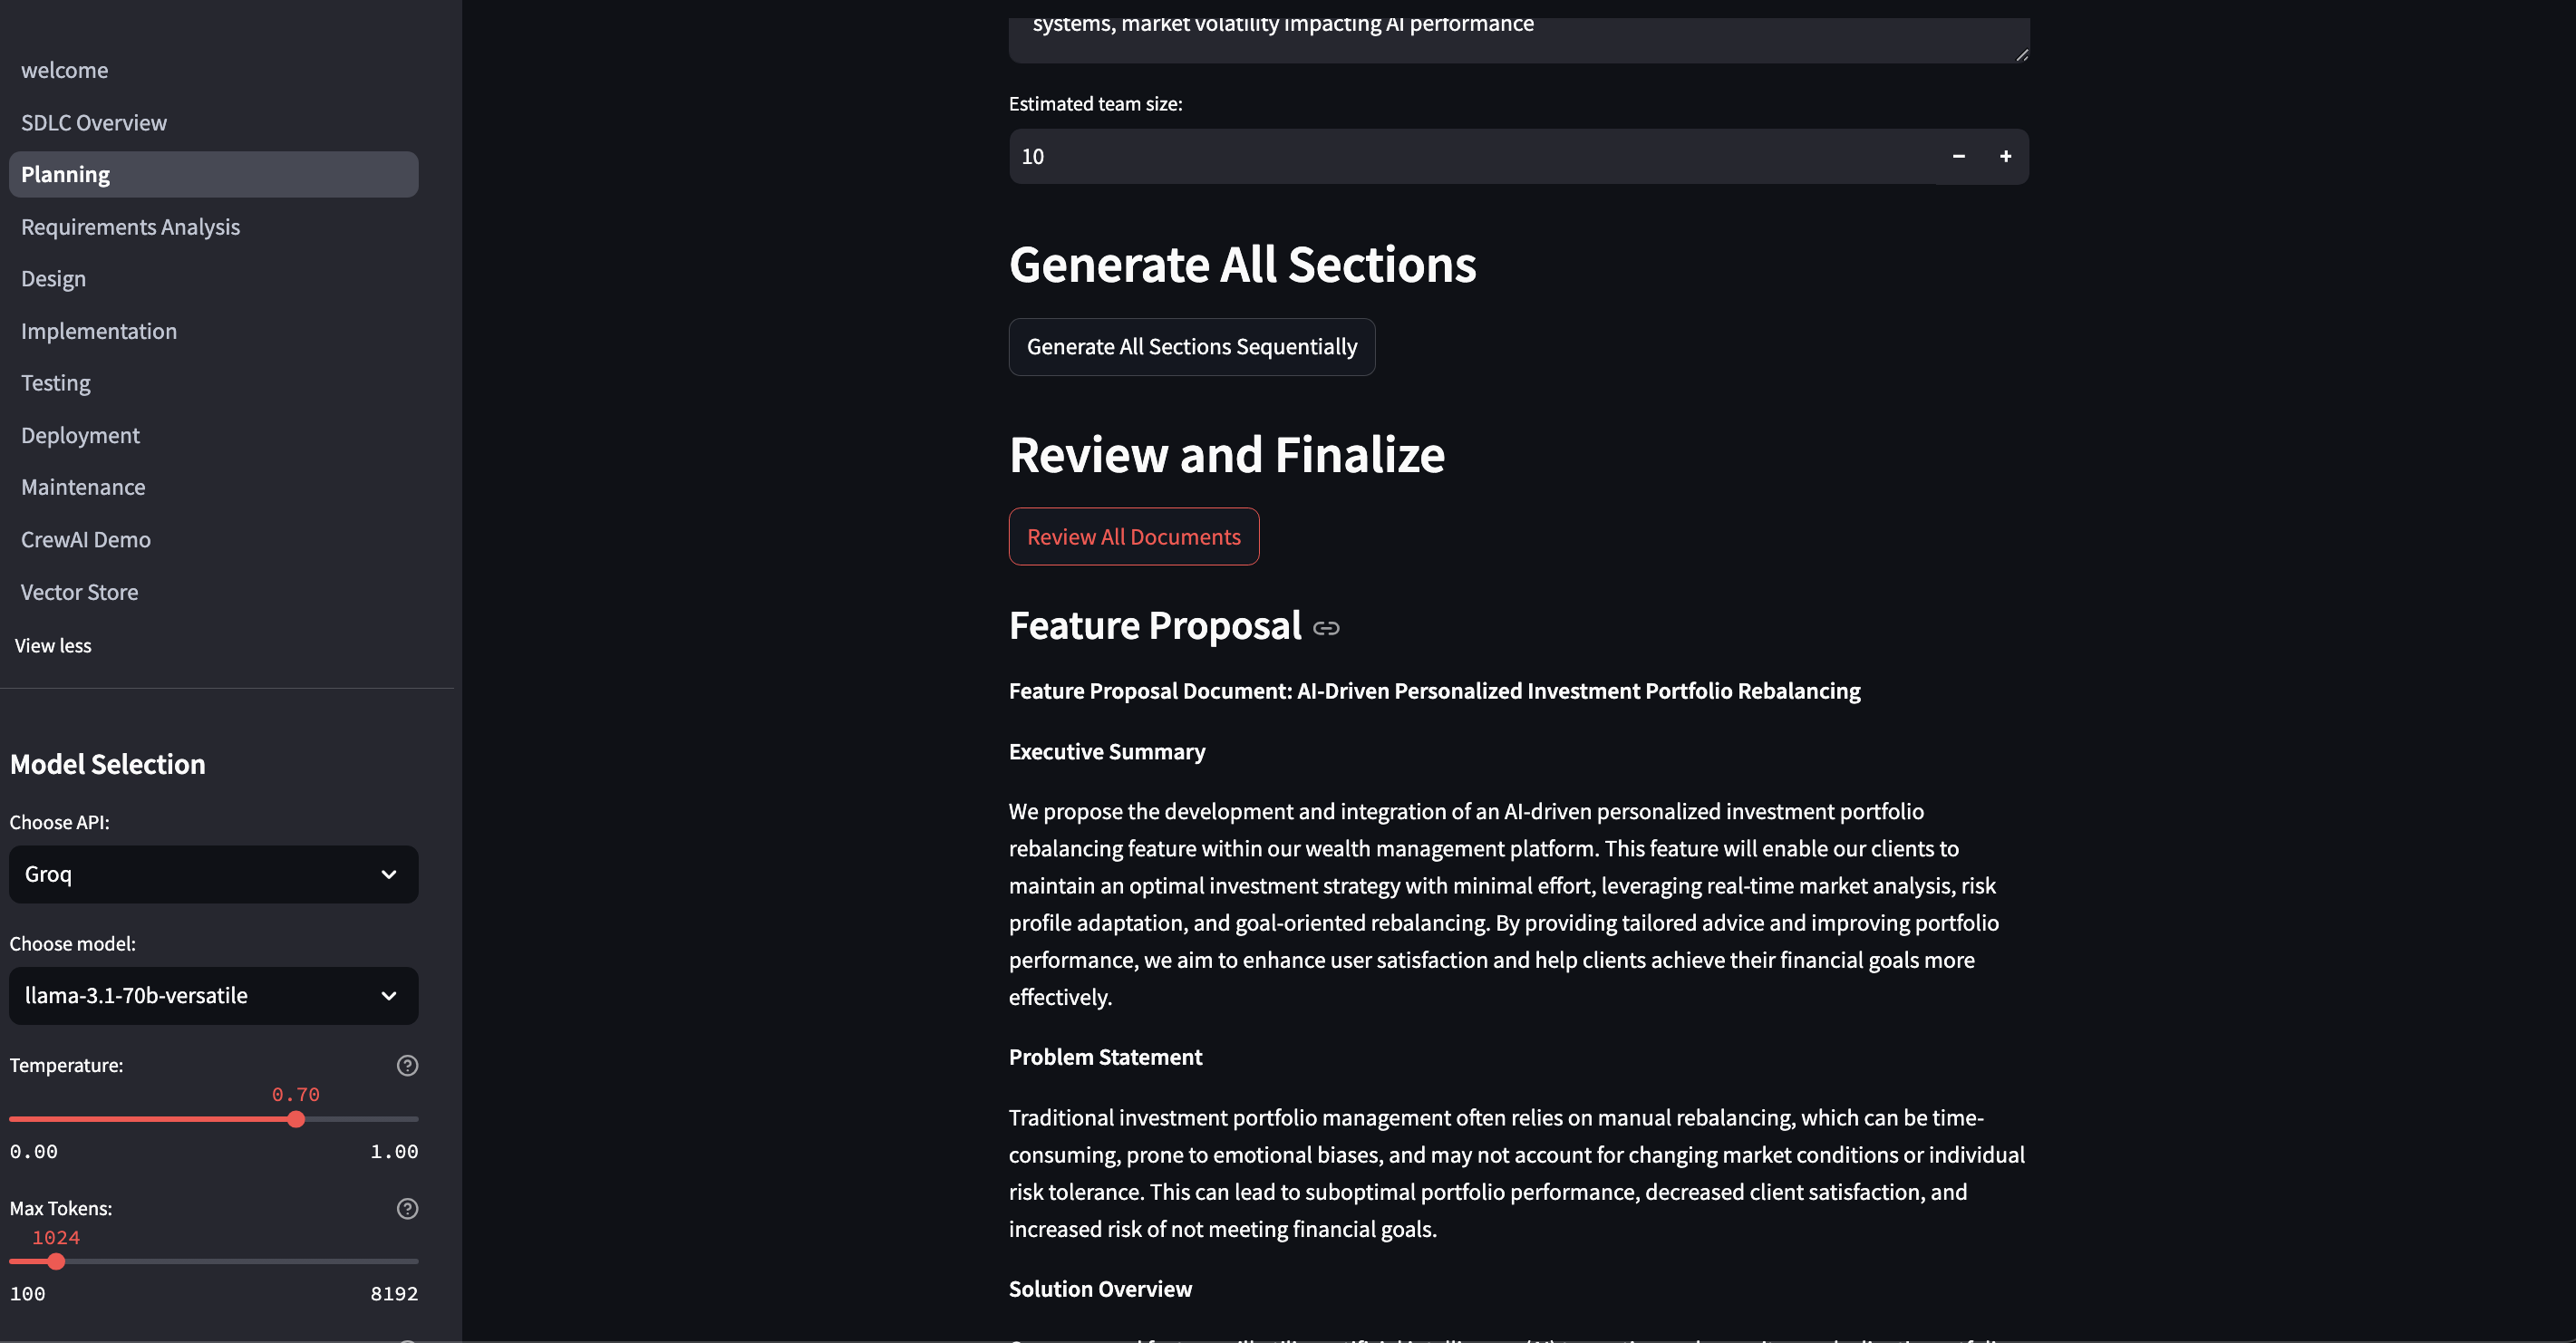 welcome
SDLC Overview
Planning
Requirements Analysis
Design
Implementation
Testing
Deployment
Maintenance
CrewAI Demo
Vector Store
View less
Model Selection
Choose API:
Groq
Choose model:
llama-3.1-70b-versatile
Temperature:
0.70
0.00 1.00
Max Tokens:
1024
100 8192
systems, market volatility impacting AI performance
Estimated team size:
10
Generate All Sections
Generate All Sections Sequentially
Review and Finalize
Review All Documents
Feature Proposal
Feature Proposal Document: AI-Driven Personalized Investment Portfolio Rebalancing
Executive Summary
We propose the development and integration of an AI-driven personalized investment portfolio
rebalancing feature within our wealth management platform. This feature will enable our clients to
maintain an optimal investment strategy with minimal effort, leveraging real-time market analysis, risk
profile adaptation, and goal-oriented rebalancing. By providing tailored advice and improving portfolio
performance, we aim to enhance user satisfaction and help clients achieve their financial goals more
effectively.
Problem Statement
Traditional investment portfolio management often relies on manual rebalancing, which can be time-
consuming, prone to emotional biases, and may not account for changing market conditions or individual
risk tolerance. This can lead to suboptimal portfolio performance, decreased client satisfaction, and
increased risk of not meeting financial goals.
Solution Overview